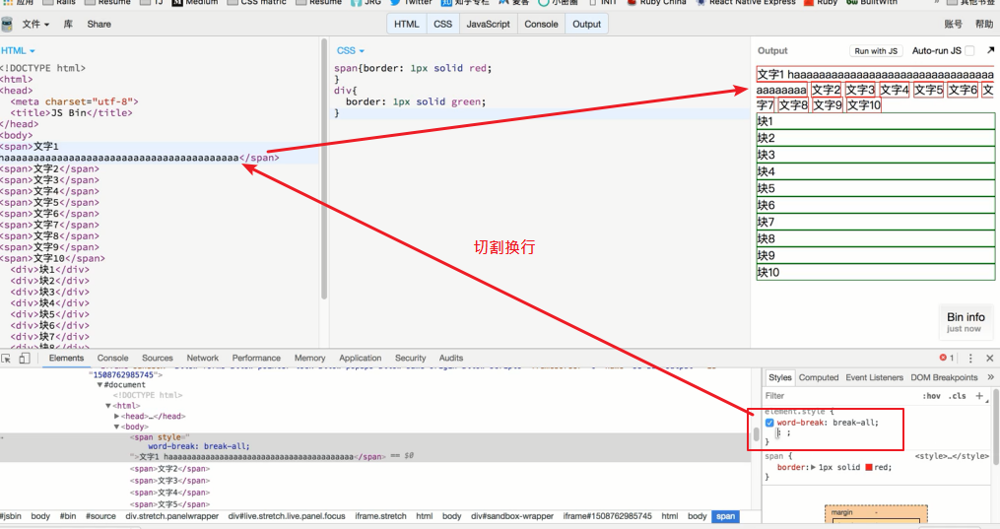 应用 Rails Resume TJ Medium CSS matric Resume JRG Twitter 知乎专栏 麦客 小密圈 INIT Ruby China React Native Express Ruby BuiltWith » 其他书签
文件 库 Share HTML CSS JavaScript Console Output 账号 帮助
HTML
<!DOCTYPE html>
<html>
<head>
<meta charset="utf-8">
<title>JS Bin</title>
</head>
<body>
<span>文字1
<span>文字2</span>
<span>文字3</span>
<span>文字4</span>
<span>文字5</span>
<span>文字6</span>
<span>文字7</span>
<span>文字8</span>
<span>文字9</span>
<span>文字10</span>
<div>块1</div>
<div>块2</div>
<div>块3</div>
<div>块4</div>
<div>块5</div>
<div>块6</div>
<div>块7</div>
<div>块8</div>
CSS
span{border: 1px solid red;
}
div{
border: 1px solid green;
}
Output Run with JS Auto-run JS
文字2 文字3 文字4 文字5 文字6 文
字7 文字8 文字9 文字10
块1
块2
块3
块4
块5
块6
块7
块8
块9
块10
切割换行
Bin info
just now
Elements Console Sources Network Performance Memory Application Security Audits 1
"1508762985745">
▼#document
<!DOCTYPE html>
▼<html>
▶<head>…</head>
▼<body>
<span style="
word-break: break-all;
<span>文字2</span>
<span>文字3</span>
<span>文字4</span>
<span>文字5</span>
#jsbin body #bin #source div.stretch.panelwrapper div#live.stretch.live.panel.focus iframe.stretch html body div#sandbox-wrapper iframe#1508762985745 html body span
Styles Computed Event Listeners DOM Breakpoints »
Filter :hov .cls +
element.style {
word-break: break-all;
: ;
}
span { <style>…</style>
border:▶1px solid red;
}
margin -